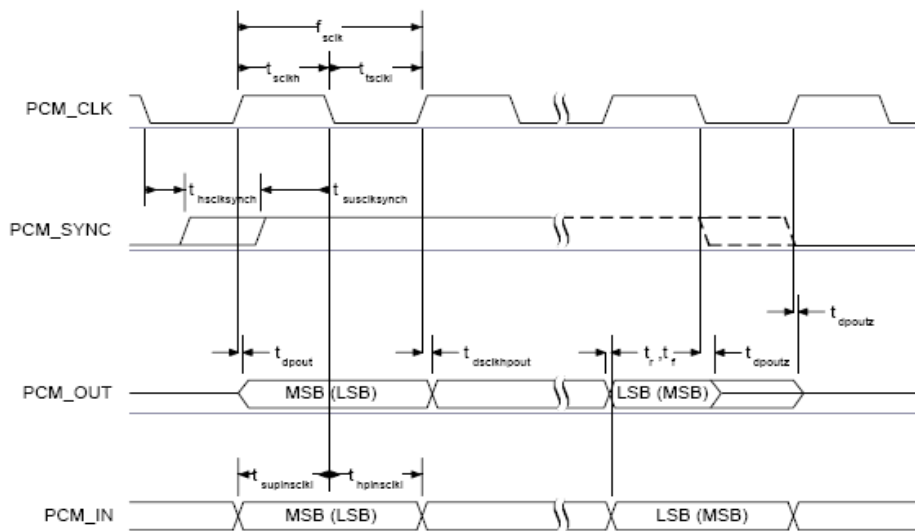 f sclk
t sclkh t tsclkl
PCM_CLK
t hsclksynch t susclksynch
PCM_SYNC
t dpoutz
t dpout t dsclkhpout t r ,t f t dpoutz
PCM_OUT MSB (LSB) LSB (MSB)
t supinsclkl t hpinsclkl
PCM_IN MSB (LSB) LSB (MSB)